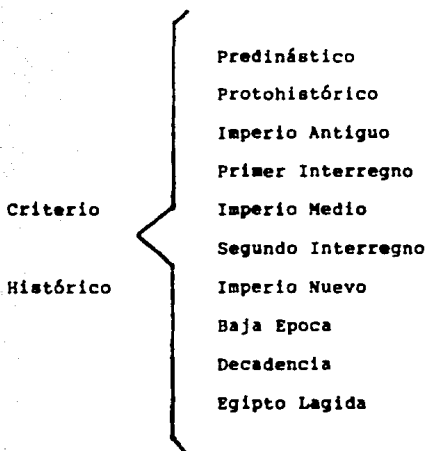 Criterio
Histórico
Predinástico
Protohistórico
Imperio Antiguo
Primer Interregno
Imperio Medio
Segundo Interregno
Imperio Nuevo
Baja Epoca
Decadencia
Egipto Lagida